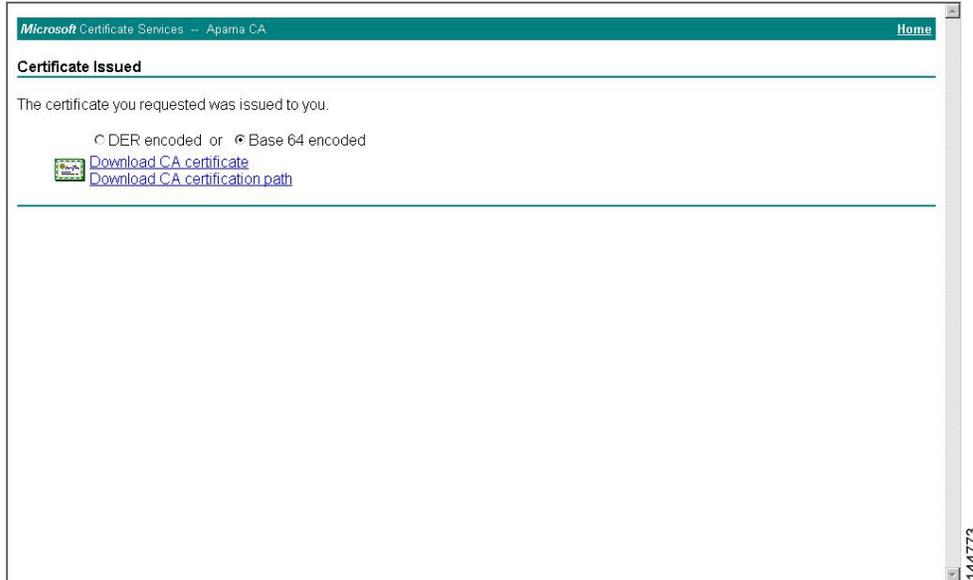 Microsoft Certificate Services -- Aparna CA Home
Certificate Issued
The certificate you requested was issued to you.
DER encoded or Base 64 encoded
Download CA certificate
Download CA certification path
144773